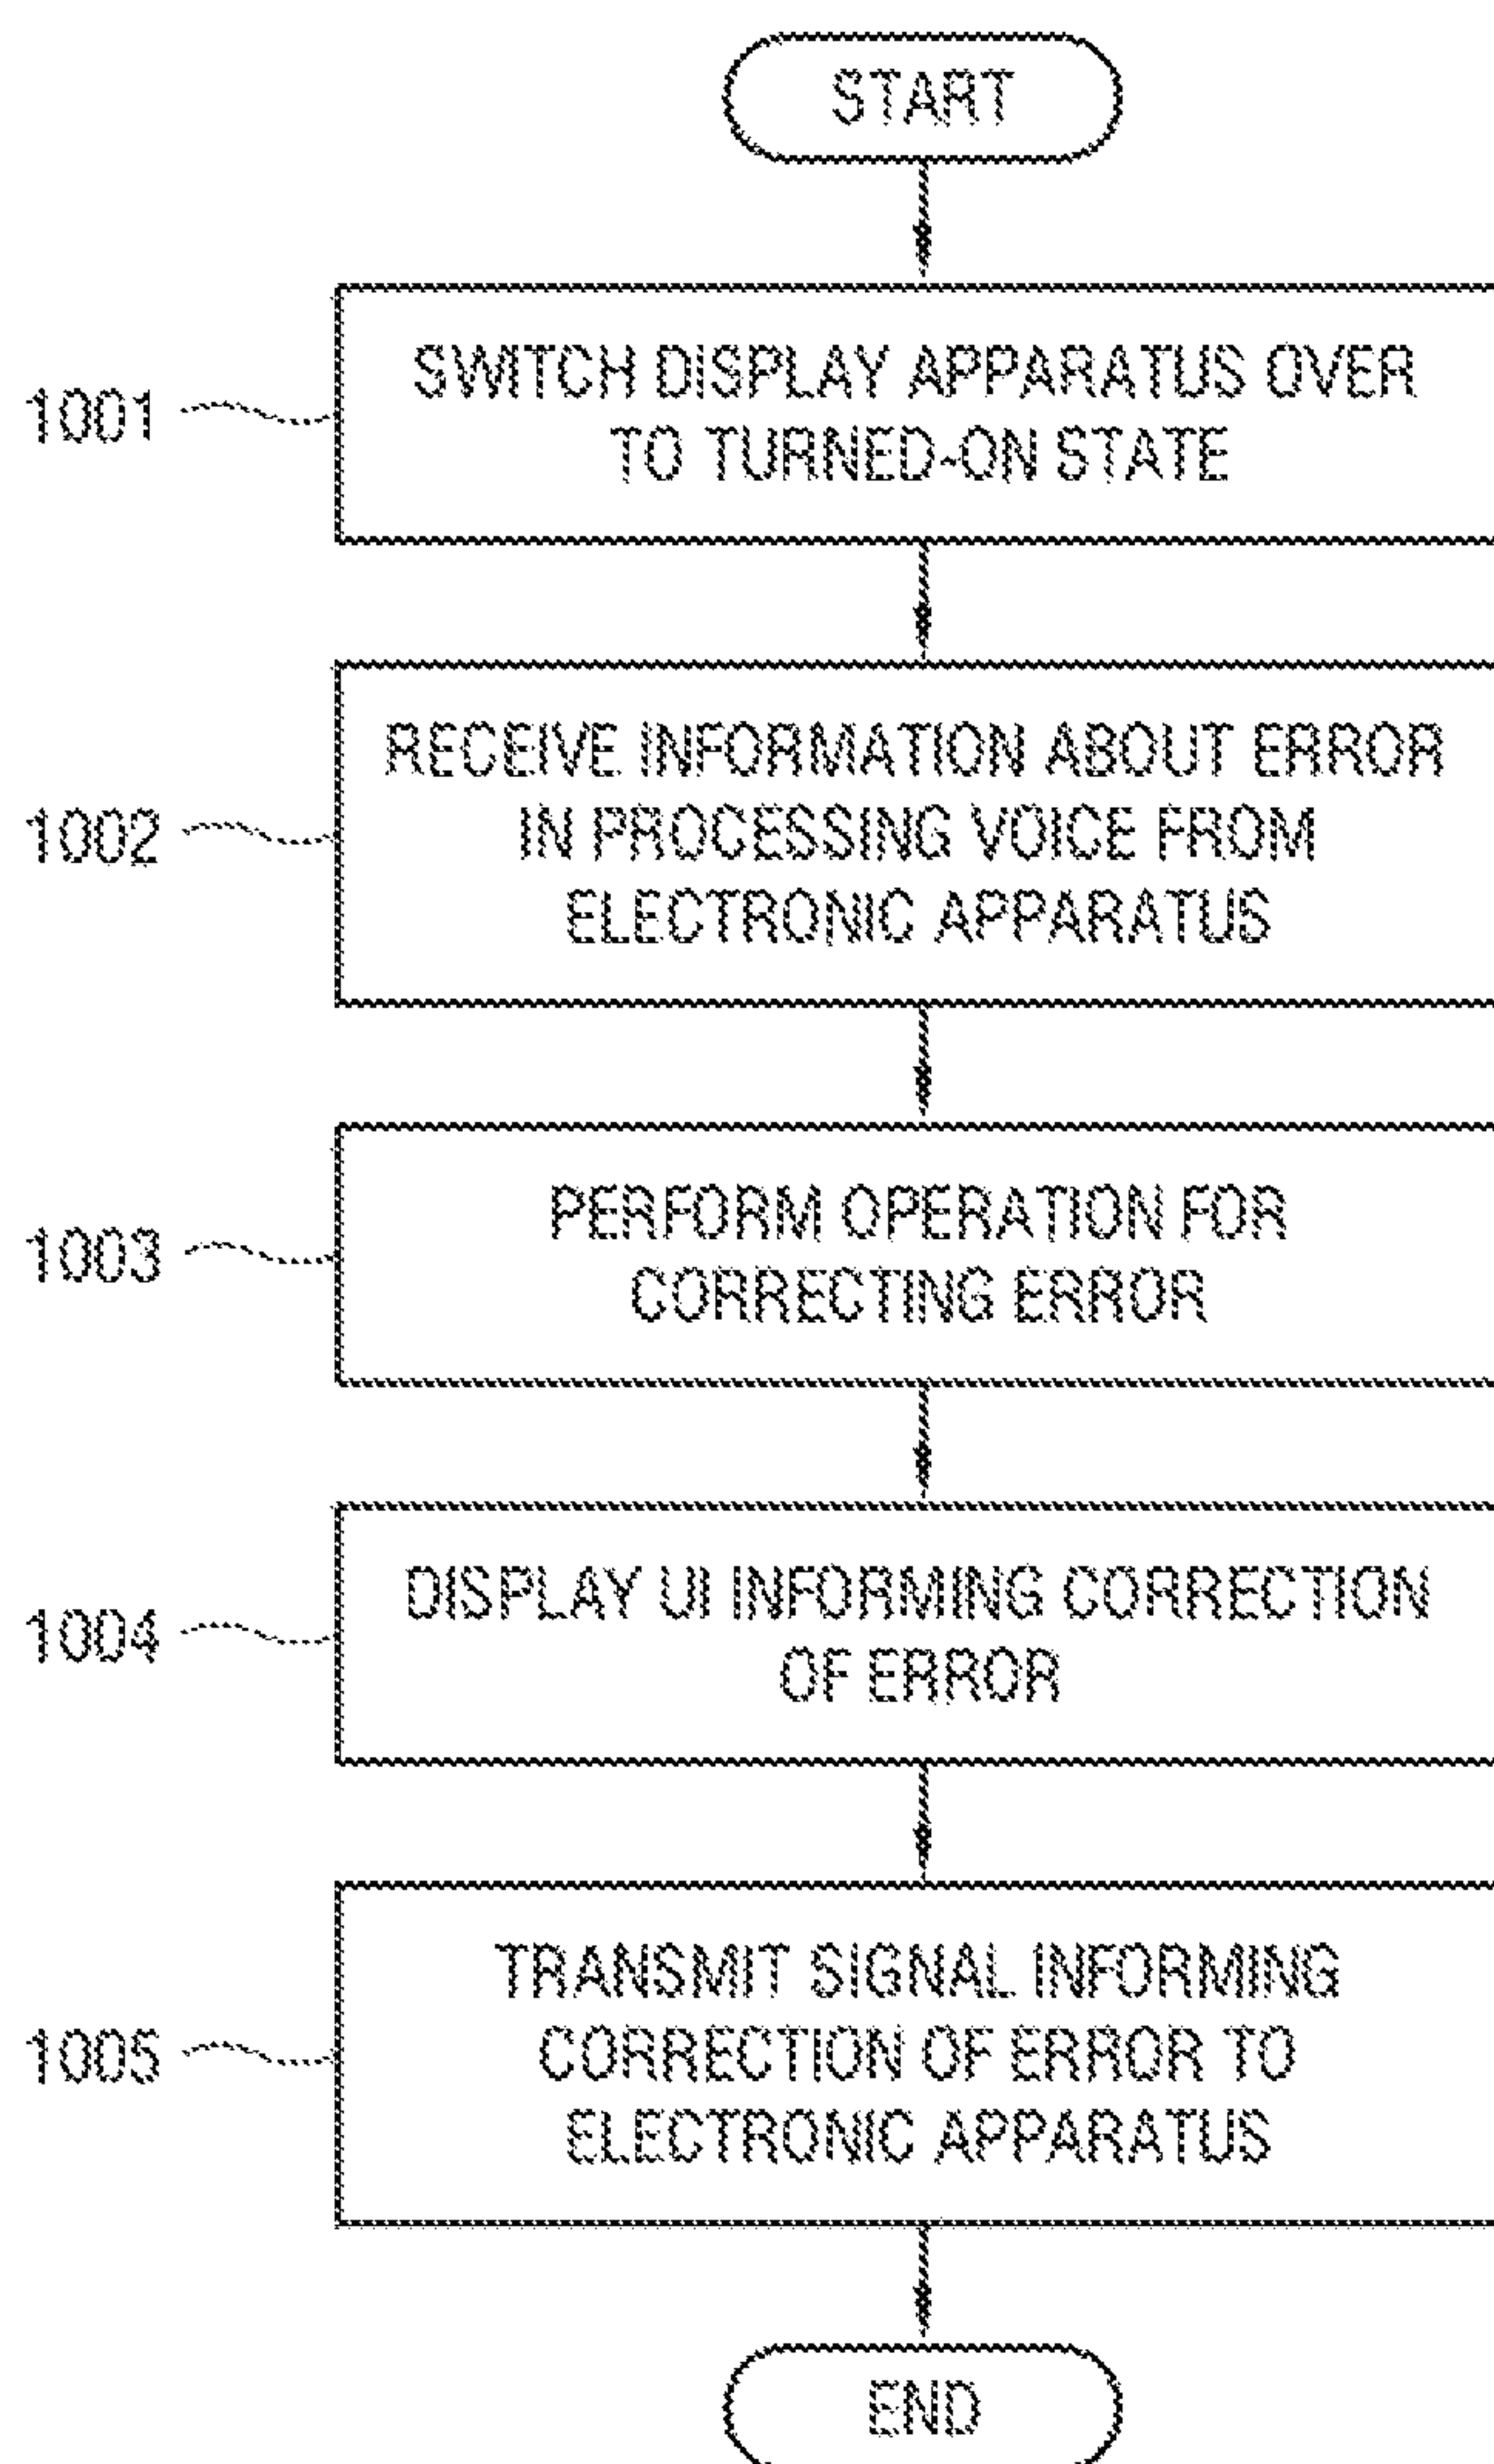 START
1001
SWITCH DISPLAY APPARATUS OVER
TO TURNED-ON STATE
1002
RECEIVE INFORMATION ABOUT ERROR
IN PROCESSING VOICE FROM
ELECTRONIC APPARATUS
1003
PERFORM OPERATION FOR
CORRECTING ERROR
1004
DISPLAY UI INFORMING CORRECTION
OF ERROR
1005
TRANSMIT SIGNAL INFORMING
CORRECTION OF ERROR TO
ELECTRONIC APPARATUS
END